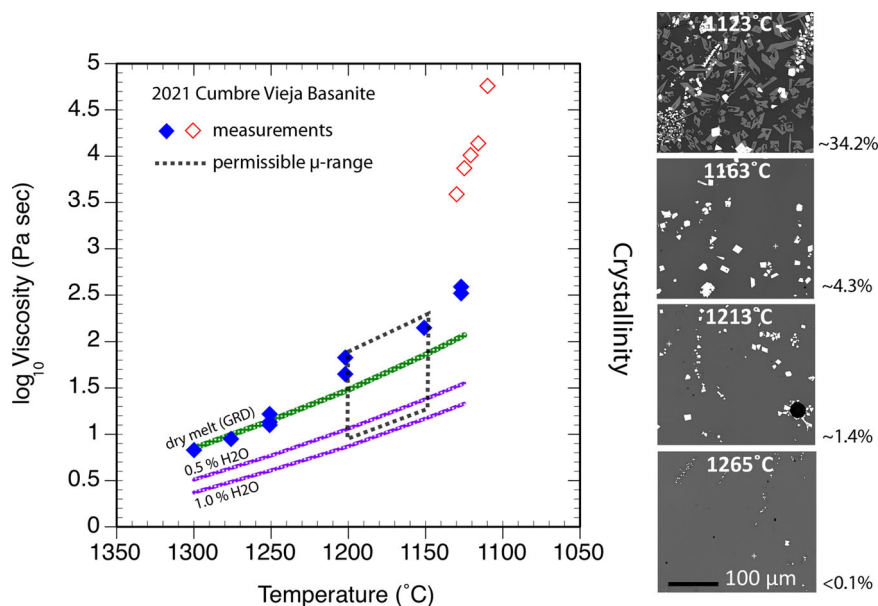 5
4.5
4
3.5
3
2.5
2
1.5
1
0.5
0
log10 Viscosity (Pa sec)
2021 Cumbre Vieja Basanite
measurements
permissible μ-range
dry melt (GRD)
0.5 % H2O
1.0 % H2O
1350 1300 1250 1200 1150 1100 1050
Temperature (˚C)
Crystallinity
1123˚C
~34.2%
1163˚C
~4.3%
1213˚C
~1.4%
1265˚C
100 μm
<0.1%